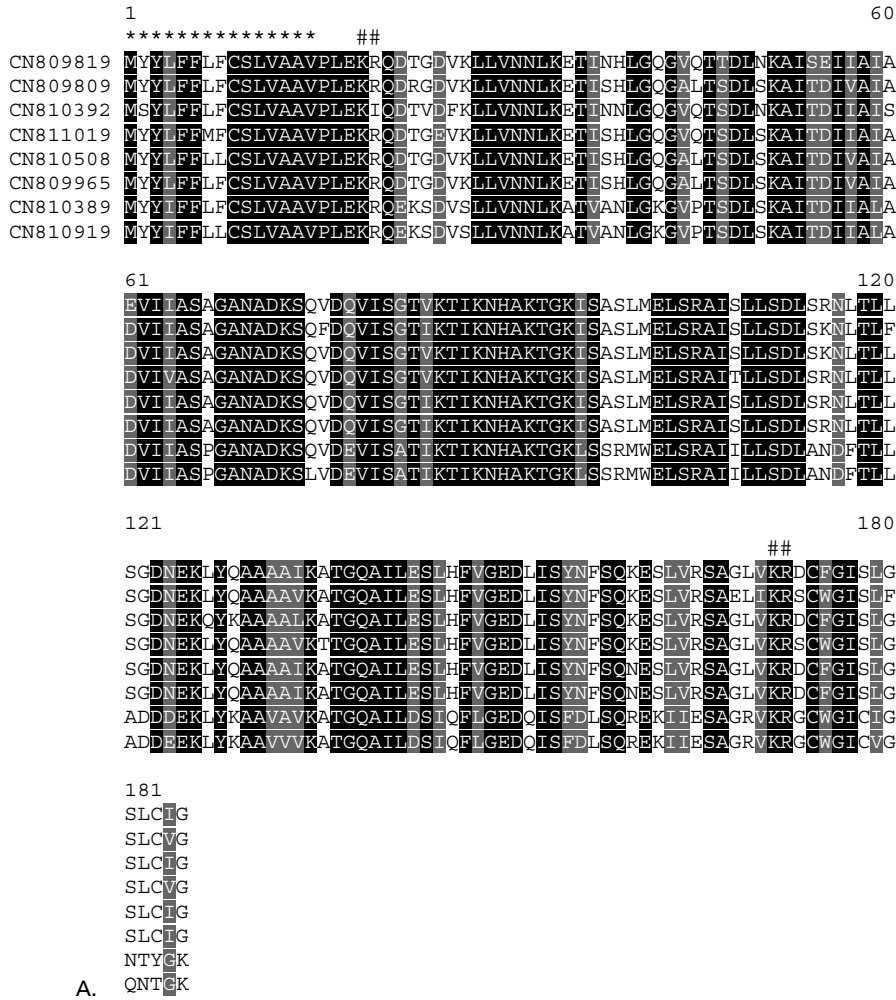 1 60
*************** ##
CN809819 MYYLFFLFCSLVAAVPLEKRQDTGDVKLLVNNLKETINHLGQGVQTTDLNKAISEIIAIA
CN809809 MYYLFFLFCSLVAAVPLEKRQDRGDVKLLVNNLKETISHLGQGALTSDLSKAITDIVAIA
CN810392 MSYLFFLFCSLVAAVPLEKIQDTVDFKLLVNNLKETINNLGQGVQTSDLNKAITDIIAIS
CN811019 MYYLFFMFCSLVAAVPLEKRQDTGEVKLLVNNLKETISHLGQGVQTSDLSKAITDIIAIA
CN810508 MYYLFFLLCSLVAAVPLEKRQDTGDVKLLVNNLKETISHLGQGALTSDLSKAITDIVAIA
CN809965 MYYLFFLFCSLVAAVPLEKRQDTGDVKLLVNNLKETISHLGQGALTSDLSKAITDIVAIA
CN810389 MYYIFFLFCSLVAAVPLEKRQEKSDVSLLVNNLKATVANLGKGVPTSDLSKAITDIIALA
CN810919 MYYIFFLLCSLVAAVPLEKRQEKSDVSLLVNNLKATVANLGKGVPTSDLSKAITDIIALA
61 120
EVIIASAGANADKSQVDQVISGTVKTIKNHAKTGKISASLMELSRAISLLSDLSRNLTLL
DVIIASAGANADKSQFDQVISGTIKTIKNHAKTGKISASLMELSRAISLLSDLSKNLTLF
DVIIASAGANADKSQVDQVISGTIKTIKNHAKTGKISASLMELSRAISLLSDLSKNLTLL
DVIVASAGANADKSQVDQVISGTVKTIKNHAKTGKISASLMELSRAITLLSDLSRNLTLL
DVIIASAGANADKSQVDQVISGTIKTIKNHAKTGKISASLMELSRAISLLSDLSRNLTLL
DVIIASAGANADKSQVDQVISGTIKTIKNHAKTGKISASLMELSRAISLLSDLSRNLTLL
DVIIASPGANADKSQVDEVISATIKTIKNHAKTGKLSSRMWELSRAIILLSDLANDFTLL
DVIIASPGANADKSLVDEVISATIKTIKNHAKTGKLSSRMWELSRAIILLSDLANDFTLL
121 180
##
SGDNEKLYQAAAAIKATGQAILESLHFVGEDLISYNFSQKESLVRSAGLVKRDCFGISLG
SGDNEKLYQAAAAVKATGQAILESLHFVGEDLISYNFSQKESLVRSAELIKRSCWGISLF
SGDNEKQYKAAAALKATGQAILESLHFVGEDLISYNFSQKESLVRSAGLVKRDCFGISLG
SGDNEKLYQAAAAVKTTGQAILESLHFVGEDLISYNFSQKESLVRSAGLVKRSCWGISLG
SGDNEKLYQAAAAIKATGQAILESLHFVGEDLISYNFSQNESLVRSAGLVKRDCFGISLG
SGDNEKLYQAAAAIKATGQAILESLHFVGEDLISYNFSQNESLVRSAGLVKRDCFGISLG
ADDDEKLYKAAVAVKATGQAILDSIQFLGEDQISFDLSQREKIIESAGRVKRGCWGICIG
ADDEEKLYKAAVVVKATGQAILDSIQFLGEDQISFDLSQREKIIESAGRVKRGCWGICVG
181
SLCIG
SLCVG
SLCIG
SLCVG
SLCIG
SLCIG
NTYGK
A. QNTGK